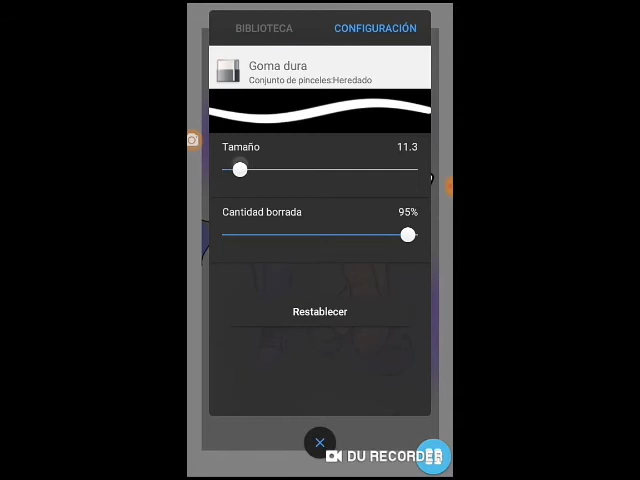 BIBLIOTECA CONFIGURACIÓN
Goma dura
Conjunto de pinceles:Heredado
Tamaño 11.3
Cantidad borrada 95%
Restablecer
DU RECORDER